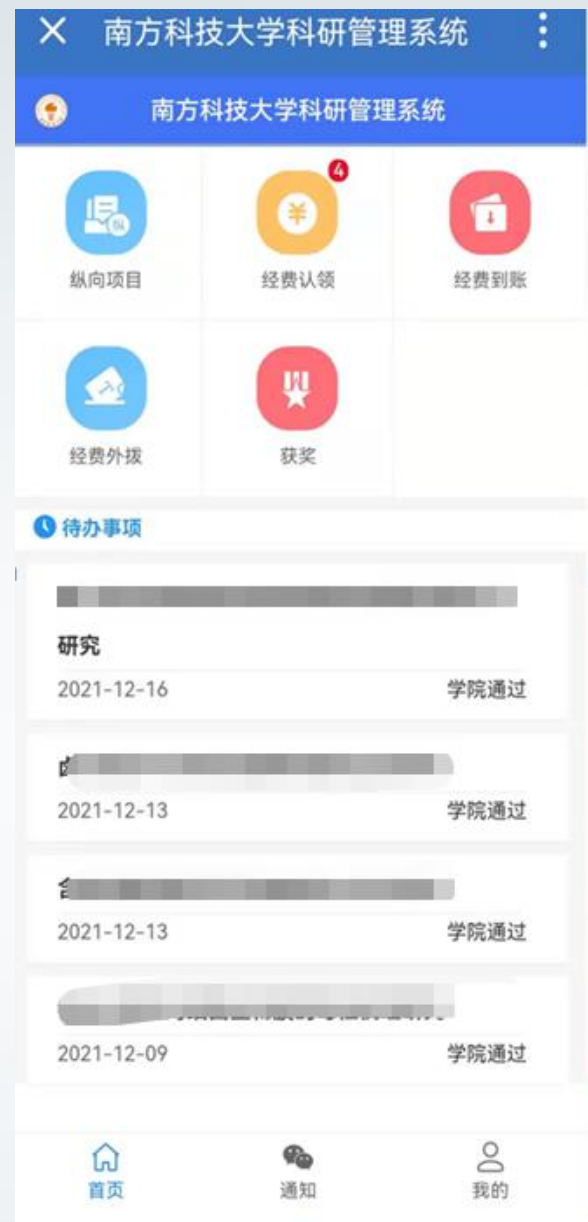 南方科技大学科研管理系统
南方科技大学科研管理系统
4
纵向项目 经费认领 经费到账
经费外拨 获奖
待办事项
研究
2021-12-16 学院通过
2021-12-13 学院通过
2021-12-13 学院通过
2021-12-09 学院通过
首页 通知 我的